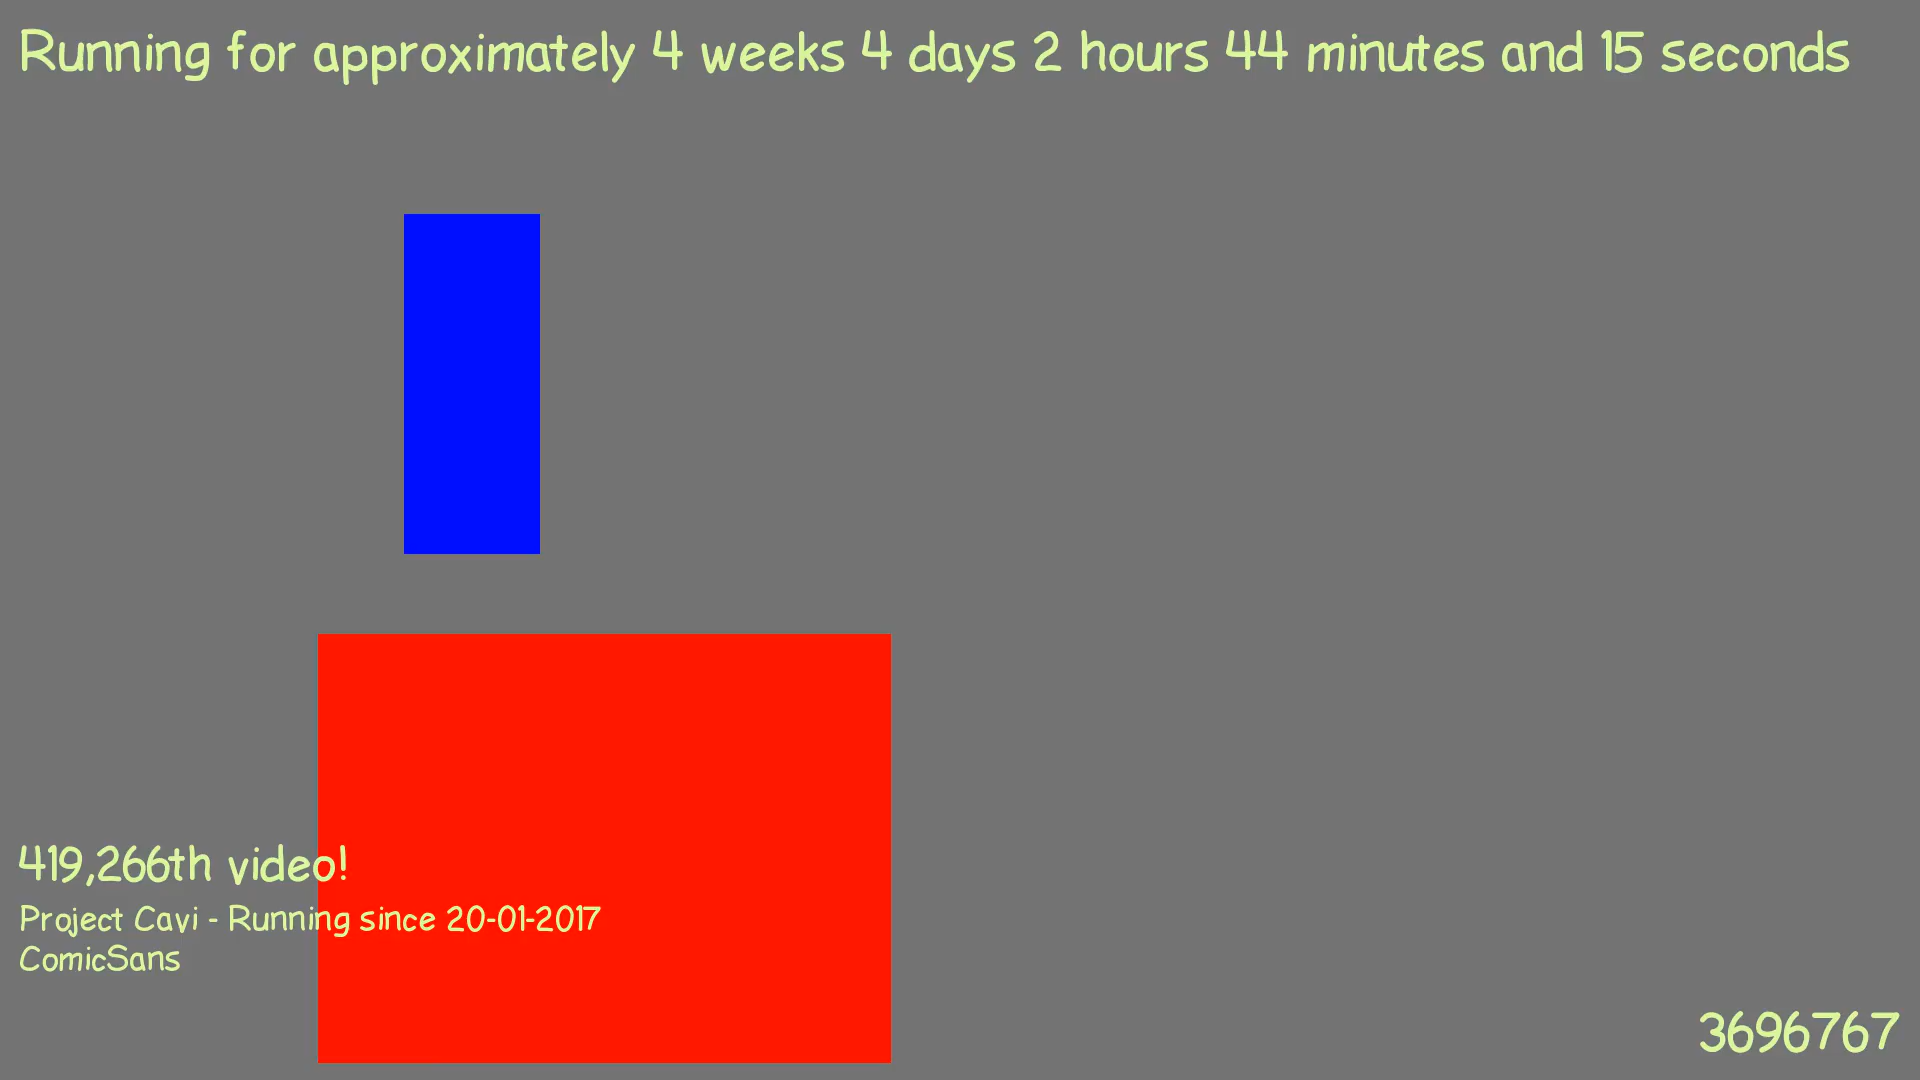 Running for approximately 4 weeks 4 days 2 hours 44 minutes and 15 seconds
419,266th video!
Project Cavi - Running since 20-01-2017
ComicSans
3696767